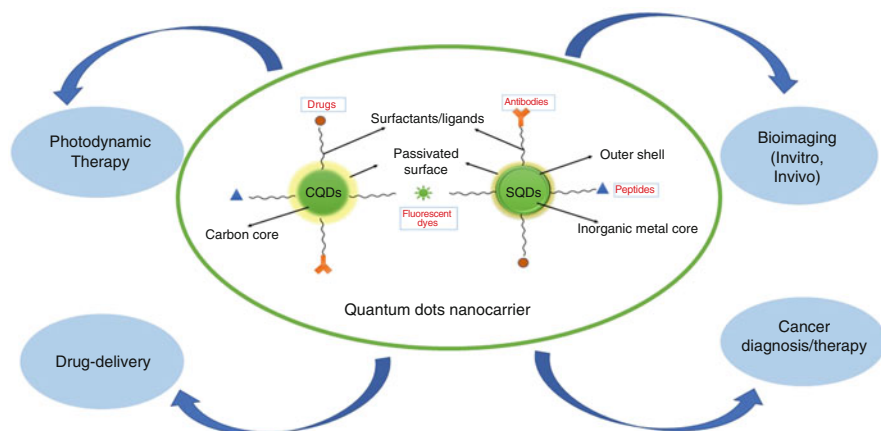 Photodynamic
Therapy
Drugs
Antibodies
Surfactants/ligands
Passivated
surface
Outer shell
CQDs
SQDs
Peptides
Fluorescent
dyes
Carbon core
Inorganic metal core
Quantum dots nanocarrier
Bioimaging
(Invitro,
Invivo)
Drug-delivery
Cancer
diagnosis/therapy